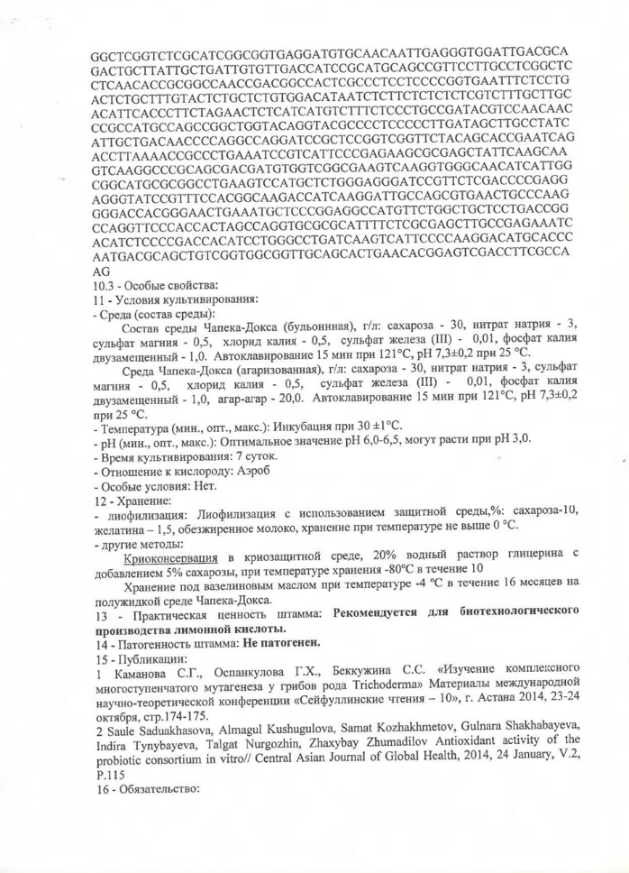 GGCTCGGTCTCGCATCGGCGGTGAGGATGTGCAACAATTGAGGGTGGATTGACGCA
GACTGCTTATTGCTGATTGTGTTGACCATCCGCATGCAGCCGTTCCTTGCCTCGGCTC
CTCAACACCGCGGCCAACCGACGGCCACTCGCCCTCCTCCCCGGTGAATTTCTCCTG
ACTCTGCTTTGTACTCTGCTCTGTGGACATAATCTCTTCTCTCTCTCGTCTTTGCTTGC
ACATTCACCCTTCTAGAACTCTCATCATGTCTTTCTCCCTGCCGATACGTCCAACAAC
CCGCCATGCCAGCCGGCTGGTACAGGTACGCCCCTCCCCCTTGATAGCTTGCCTATC
ATTGCTGACAACCCCAGGCCAGGATCCGCTCCGGTCGGTTCTACAGCACCGAATCAG
ACCTTAAAACCGCCCTGAAATCCGTCATTCCCGAGAAGCGCGAGCTATTCAAGCAA
GTCAAGGCCCGCAGCGACGATGTGGTCGGCGAAGTCAAGGTGGGCAACATCATTGG
CGGCATGCGCGGCCTGAAGTCCATGCTCTGGGAGGGATCCGTTCTCGACCCCGAGG
AGGGTATCCGTTTCCACGGCAAGACCATCAAGGATTGCCAGCGTGAACTGCCCAAG
GGGACCACGGGAACTGAAATGCTCCCGGAGGCCATGTTCTGGCTGCTCCTGACCGG
CCAGGTTCCCACCACTAGCCAGGTGCGCGCATTTTCTCGCGAGCTTGCCGAGAAATC
ACATCTCCCCGACCACATCCTGGGCCTGATCAAGTCATTCCCCAAGGACATGCACCC
AATGACGCAGCTGTCGGTGGCGGTTGCAGCACTGAACACGGAGTCGACCTTCGCCA
AG
10.3 - Особые свойства:
11 - Условия культивирования:
- Среда (состав среды):
Состав среды Чапека-Докса (бульоннная), г/л: сахароза - 30, нитрат натрия - 3,
сульфат магния - 0,5, хлорид калия - 0,5, сульфат железа (III) - 0,01, фосфат калия
двузамещенный - 1,0. Автоклавирование 15 мин при 121°С, рН 7,3±0,2 при 25 °С.
Среда Чапека-Докса (агаризованная), г/л: сахароза - 30, нитрат натрия - 3, сульфат
магния - 0,5, хлорид калия - 0,5, сульфат железа (III) - 0,01, фосфат калия
двузамещенный - 1,0, агар-агар - 20,0. Автоклавирование 15 мин при 121°С, рН 7,3±0,2
при 25 °С.
- Температура (мин., опт., макс.): Инкубация при 30 ±1°С.
- рН (мин., опт., макс.): Оптимальное значение рН 6,0-6,5, могут расти при рН 3,0.
- Время культивирования: 7 суток.
- Отношение к кислороду: Аэроб
- Особые условия: Нет.
12 - Хранение:
- лиофилизация: Лиофилизация с использованием защитной среды,%: сахароза-10,
желатина – 1,5, обезжиренное молоко, хранение при температуре не выше 0 °С.
- другие методы:
Криоконсервация в криозащитной среде, 20% водный раствор глицерина с
добавлением 5% сахарозы, при температуре хранения -80°С в течение 10
Хранение под вазелиновым маслом при температуре -4 °С в течение 16 месяцев на
полужидкой среде Чапека-Докса.
13 - Практическая ценность штамма: Рекомендуется для биотехнологического
производства лимонной кислоты.
14 - Патогенность штамма: Не патогенен.
15 - Публикации:
1 Каманова С.Г., Оспанкулова Г.Х., Беккужина С.С. «Изучение комплексного
многоступенчатого мутагенеза у грибов рода Trichoderma» Материалы международной
научно-теоретической конференции «Сейфуллинские чтения – 10», г. Астана 2014, 23-24
октября, стр.174-175.
2 Saule Saduakhasova, Almagul Kushugulova, Samat Kozhakhmetov, Gulnara Shakhabayeva,
Indira Tynybayeva, Talgat Nurgozhin, Zhaxybay Zhumadilov Antioxidant activity of the
probiotic consortium in vitro// Central Asian Journal of Global Health, 2014, 24 January, V.2,
P.115
16 - Обязательство: